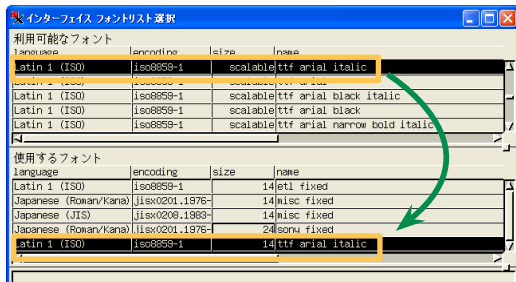 インターフェイス フォントリスト選択
利用可能なフォント
language encoding size name
Latin 1 (ISO) iso8859-1 scalable ttf arial italic
Latin 1 (ISO) iso8859-1 scalable ttf arial
Latin 1 (ISO) iso8859-1 scalable ttf arial black italic
Latin 1 (ISO) iso8859-1 scalable ttf arial black
Latin 1 (ISO) iso8859-1 scalable ttf arial narrow bold italic
使用するフォント
language encoding size name
Latin 1 (ISO) iso8859-1 14 etl fixed
Japanese (Roman/Kana) jisx0201.1976- 14 misc fixed
Japanese (JIS) jisx0208.1983- 14 misc fixed
Japanese (Roman/Kana) jisx0201.1976- 24 sony fixed
Latin 1 (ISO) iso8859-1 14 ttf arial italic